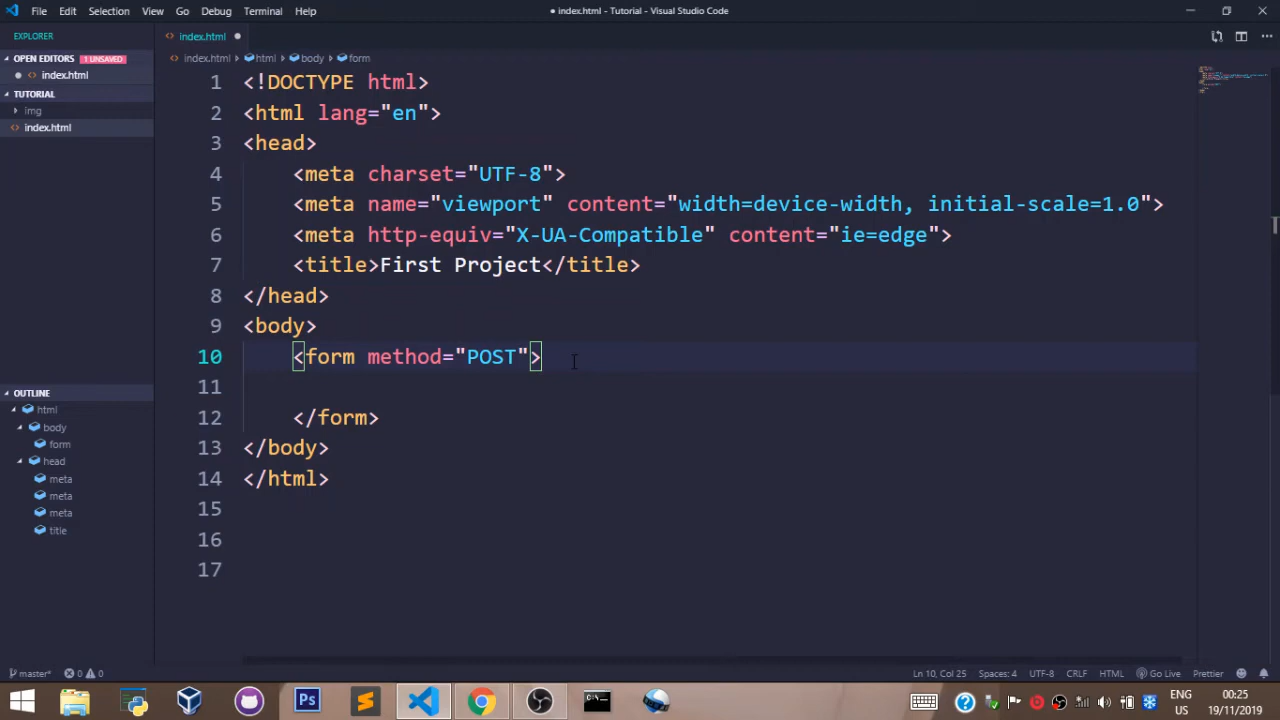 File Edit Selection View Go Debug Terminal Help
● index.html - Tutorial - Visual Studio Code
EXPLORER
OPEN EDITORS 1 UNSAVED
index.html
TUTORIAL
img
index.html
OUTLINE
html
body
form
head
meta
meta
meta
title
index.html
index.html html body form
1 <!DOCTYPE html>
2 <html lang="en">
3 <head>
4 <meta charset="UTF-8">
5 <meta name="viewport" content="width=device-width, initial-scale=1.0">
6 <meta http-equiv="X-UA-Compatible" content="ie=edge">
7 <title>First Project</title>
8 </head>
9 <body>
10 <form method="POST">
11
12 </form>
13 </body>
14 </html>
15
16
17
master* 0 0
Ln 10, Col 25 Spaces: 4 UTF-8 CRLF HTML Go Live Prettier
Ps
ENG
US
00:25
19/11/2019